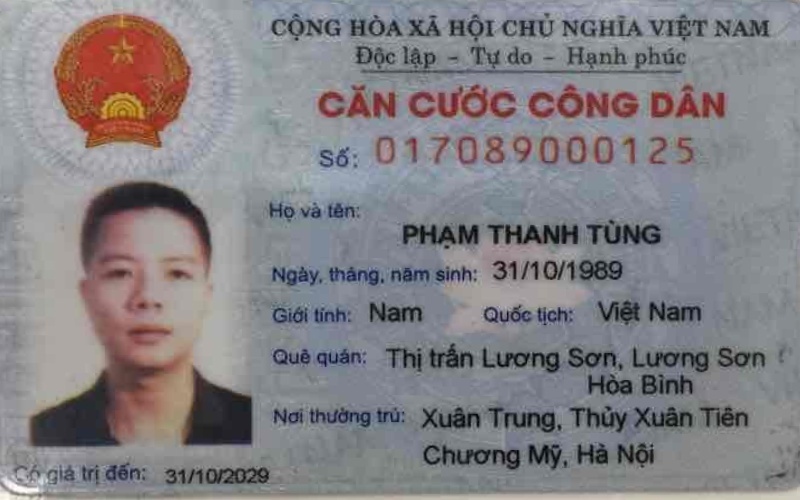 CỘNG HÒA XÃ HỘI CHỦ NGHĨA VIỆT NAM
Độc lập - Tự do - Hạnh phúc
CĂN CƯỚC CÔNG DÂN
Số: 017089000125
Họ và tên:
PHẠM THANH TÙNG
Ngày, tháng, năm sinh: 31/10/1989
Giới tính: Nam Quốc tịch: Việt Nam
Quê quán: Thị trấn Lương Sơn, Lương Sơn
Hòa Bình
Nơi thường trú: Xuân Trung, Thủy Xuân Tiên
Chương Mỹ, Hà Nội
Có giá trị đến: 31/10/2029